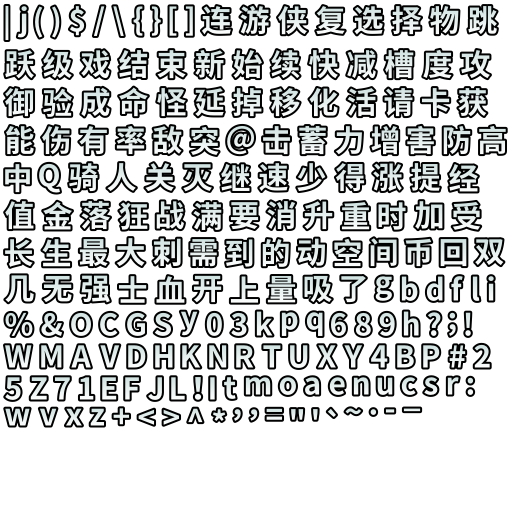 |j()$/\{}[]连游侠复选择物跳
跃级戏结束新始续快减槽度攻
御验成命怪延掉移化活请卡获
能伤有率敌突@击蓄力增害防高
中Q骑人关灭继速少得涨提经
值金落狂战满要消升重时加受
长生最大刺需到的动空间币回双
几无强士血开上量吸了gbdfli
%&OCGSy03kpq689h?;!
WMAVDHKNRTUXY4BP#2
5Z71EFJL!ItmoaenucsR:
wvxz+<>^*,,="'`~·-—